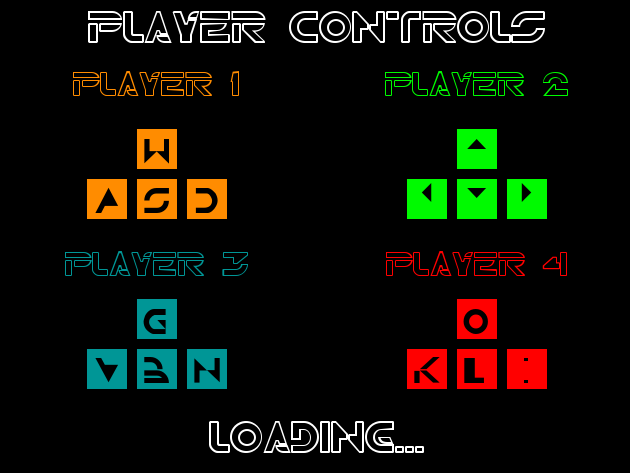 PLAYER CONTROLS
PLAYER 1 PLAYER 2
W
A S D
PLAYER 3 PLAYER 4
G O
V B N K L :
LOADING...